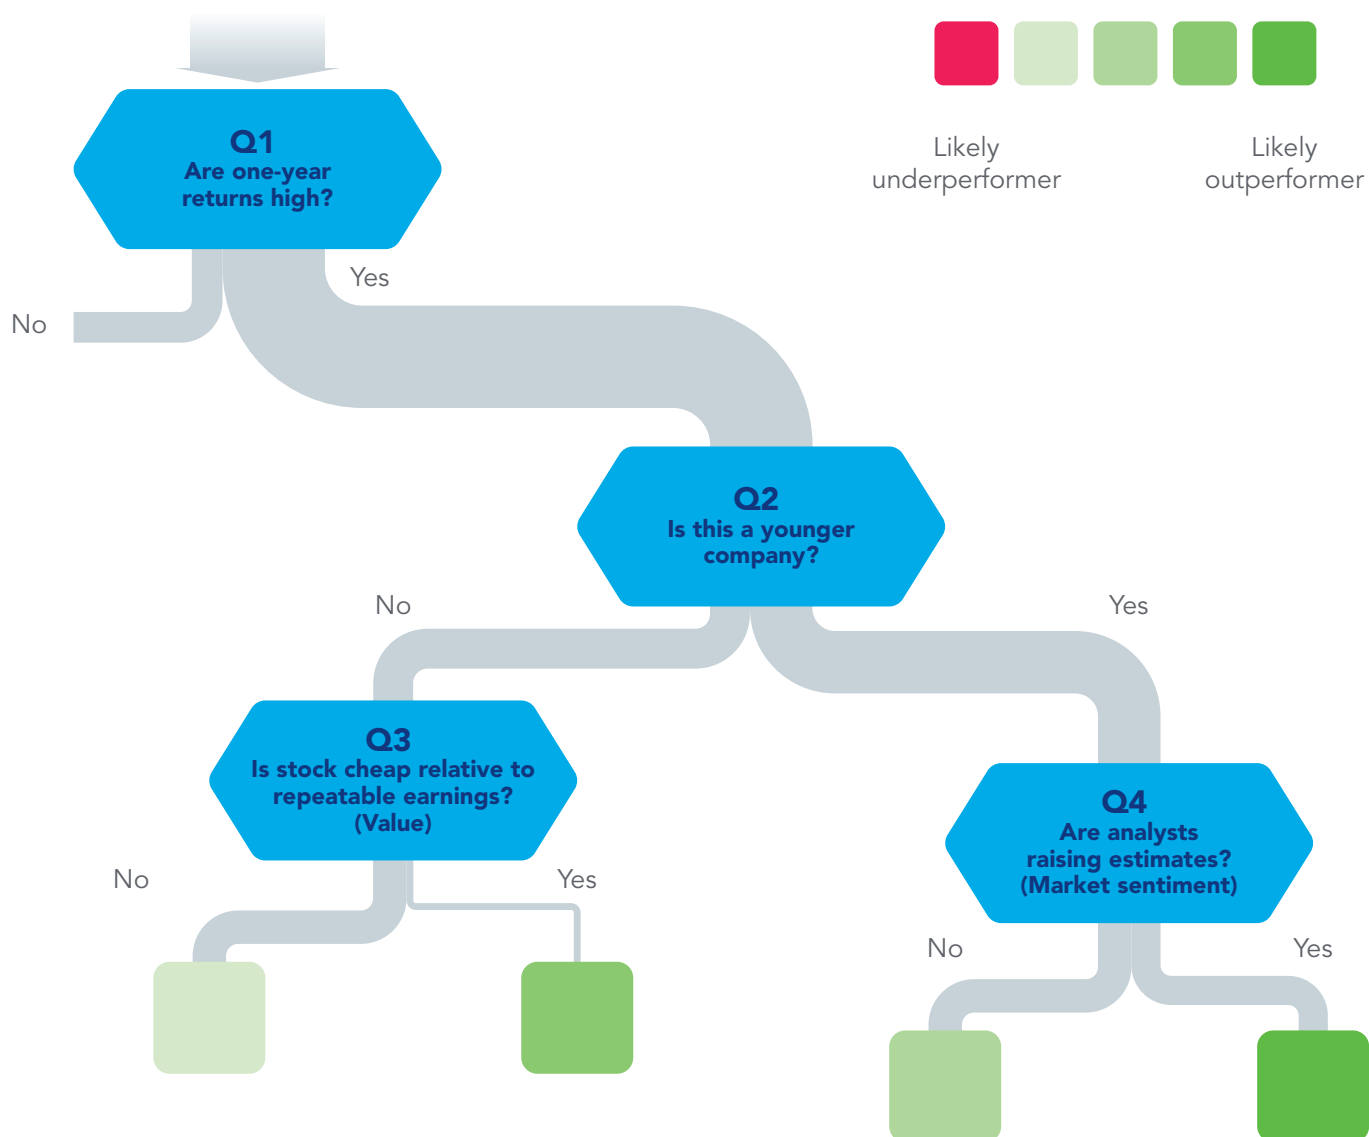 Likely
underperformer
Likely
outperformer
Q1
Are one-year
returns high?
Yes
No
Q2
Is this a younger
company?
No
Yes
Q3
Is stock cheap relative to
repeatable earnings?
(Value)
Q4
Are analysts
raising estimates?
(Market sentiment)
No
Yes
No
Yes